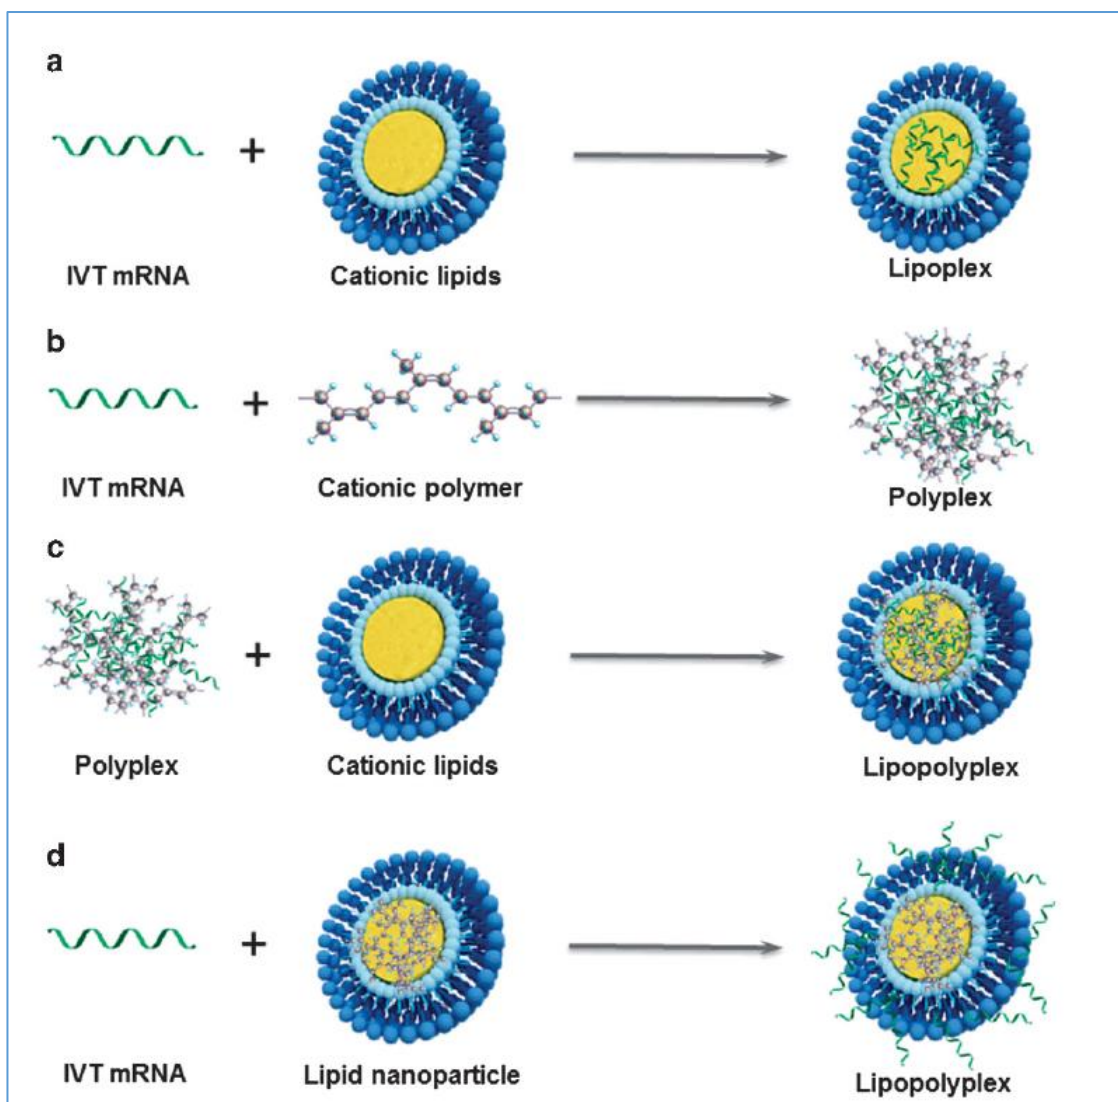 a
IVT mRNA
+
Cationic lipids
Lipoplex
b
IVT mRNA
+
Cationic polymer
Polyplex
c
Polyplex
+
Cationic lipids
Lipopolyplex
d
IVT mRNA
+
Lipid nanoparticle
Lipopolyplex